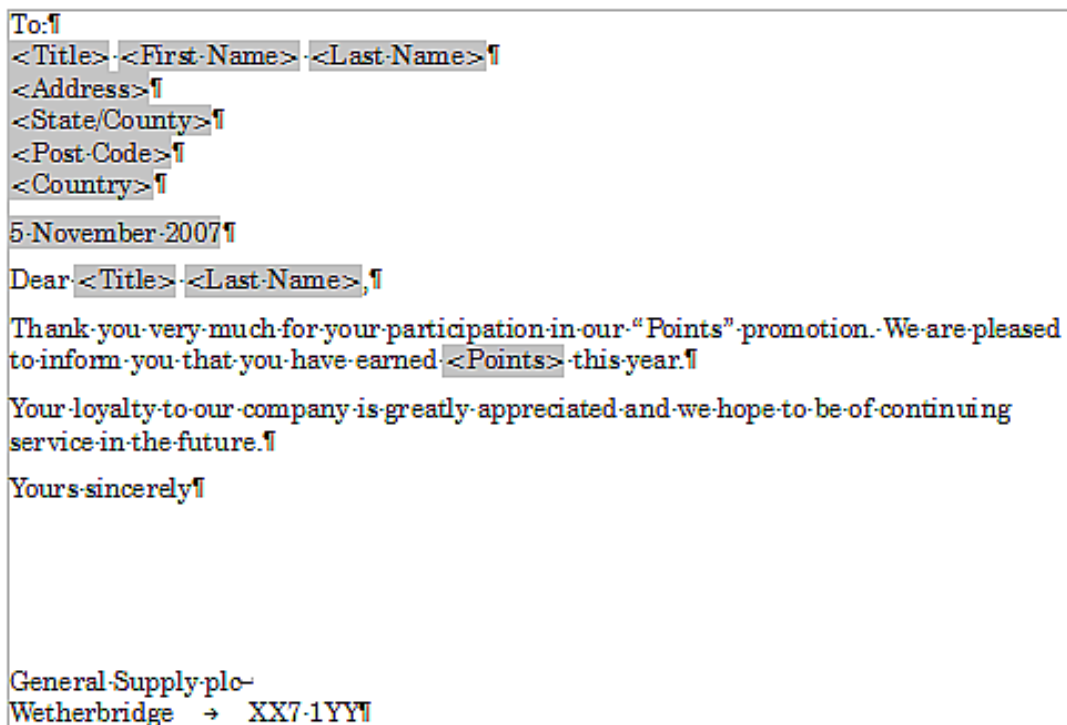 To:¶
<Title>·<First·Name>·<Last·Name>¶
<Address>¶
<State/County>¶
<Post·Code>¶
<Country>¶
5·November·2007¶
Dear·<Title>·<Last·Name>,¶
Thank·you·very·much·for·your·participation·in·our·“Points”·promotion.·We·are·pleased
to·inform·you·that·you·have·earned·<Points>·this·year.¶
Your·loyalty·to·our·company·is·greatly·appreciated·and·we·hope·to·be·of·continuing
service·in·the·future.¶
Yours·sincerely¶
General·Supply·plc
Wetherbridge → XX7·1YY¶